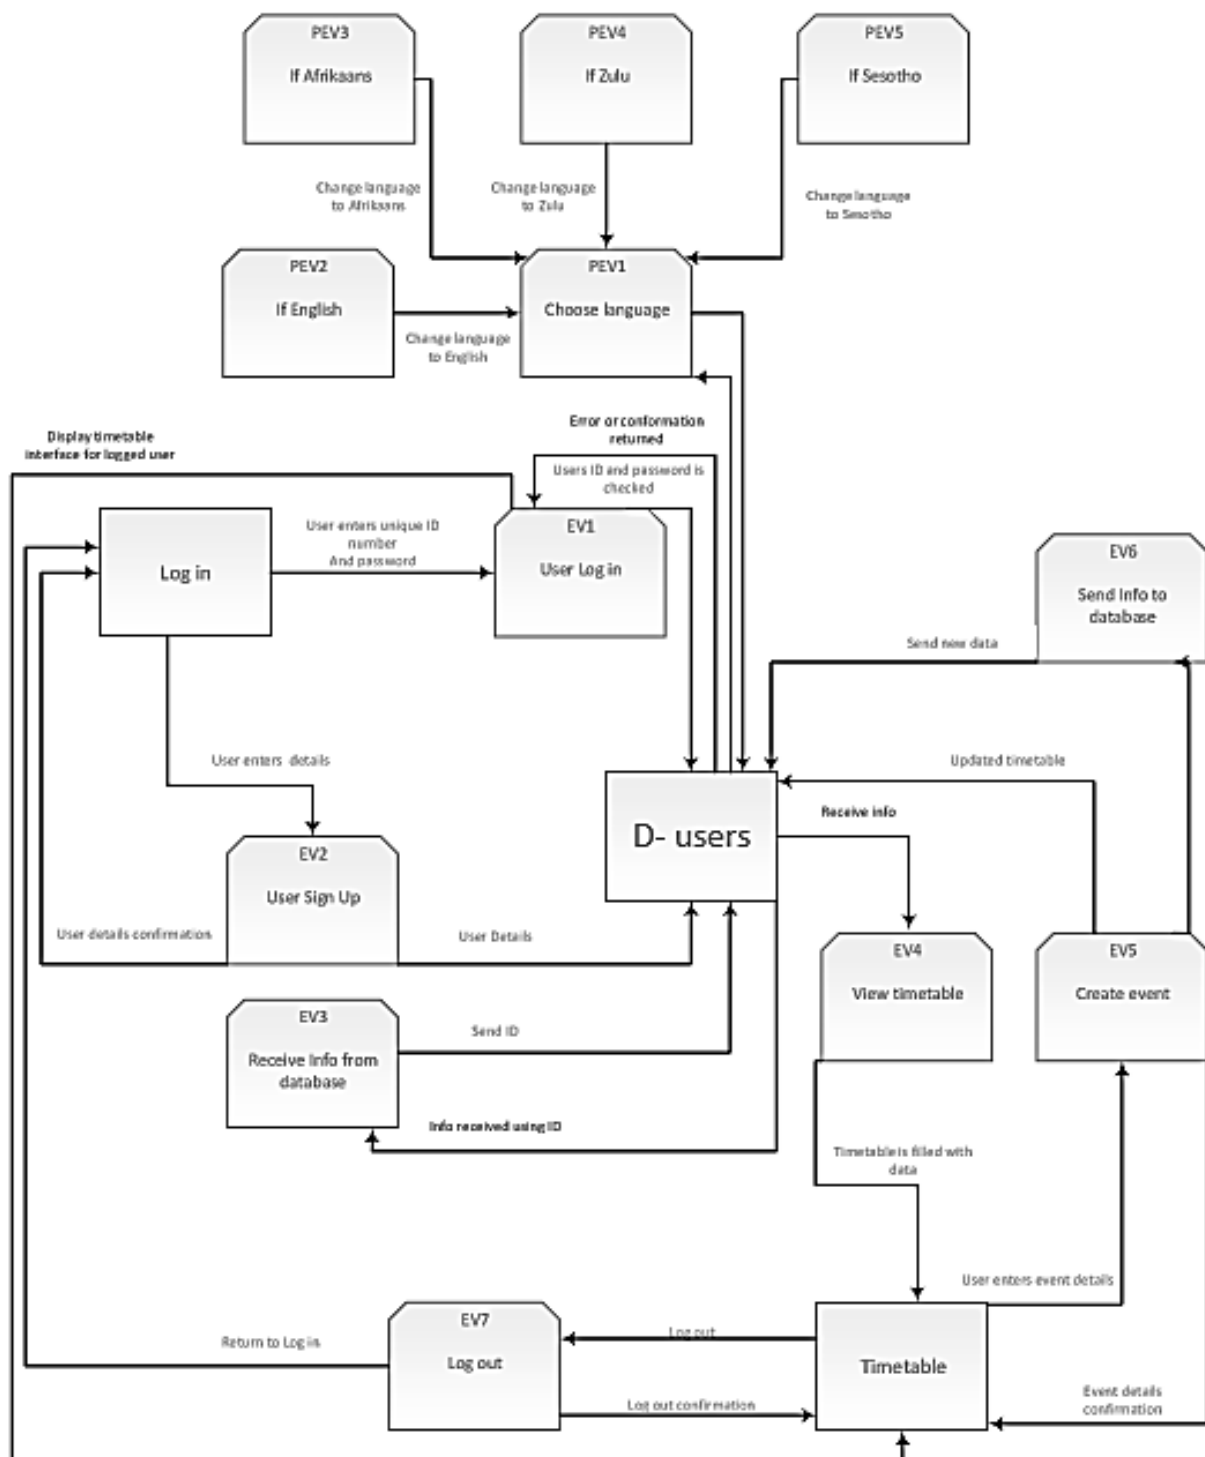 PEV3
If Afrikaans
PEV4
If Zulu
PEV5
If Sesotho
Change language
to Afrikaans
Change language
to Zulu
Change language
to Sesotho
PEV2
If English
PEV1
Choose language
Change language
to English
Display timetable
interface for logged user
Error or conformation
returned
Users ID and password is
checked
Log in
User enters unique ID
number
And password
EV1
User Log in
EV6
Send Info to
database
Send new data
User enters details
Updated timetable
D- users
Receive info
EV2
User Sign Up
User details confirmation
User Details
EV4
View timetable
EV5
Create event
EV3
Receive Info from
database
Send ID
Info received using ID
Timetable is filled with
data
User enters event details
EV7
Log out
Return to Log in
Log out
Timetable
Log out confirmation
Event details
confirmation